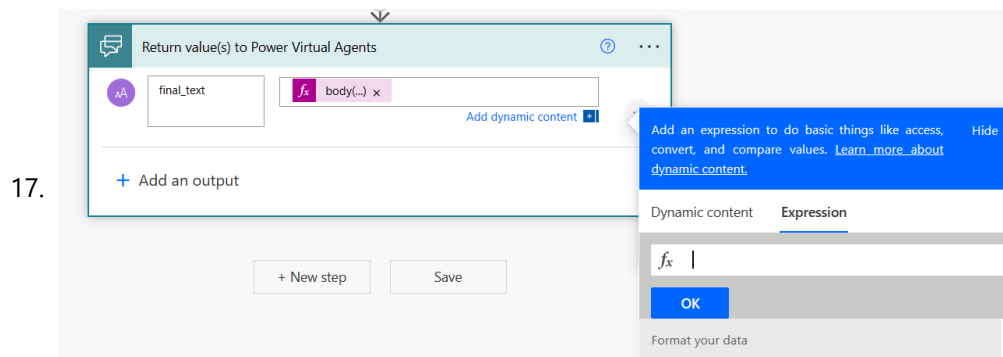 Return value(s) to Power Virtual Agents
final_text
fx body(...) ×
Add dynamic content
17.
+ Add an output
+ New step
Save
Add an expression to do basic things like access, Hide
convert, and compare values. Learn more about
dynamic content.
Dynamic content Expression
fx
OK
Format your data